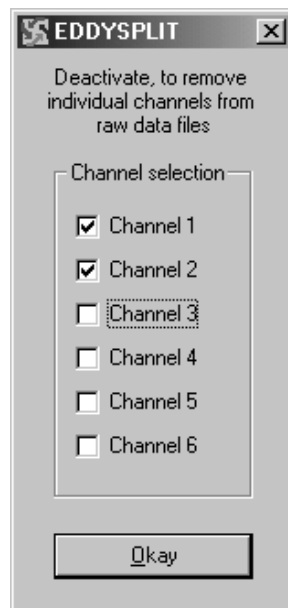 EDDYSPLIT
Deactivate, to remove
individual channels from
raw data files
Channel selection
Channel 1
Channel 2
Channel 3
Channel 4
Channel 5
Channel 6
Okay